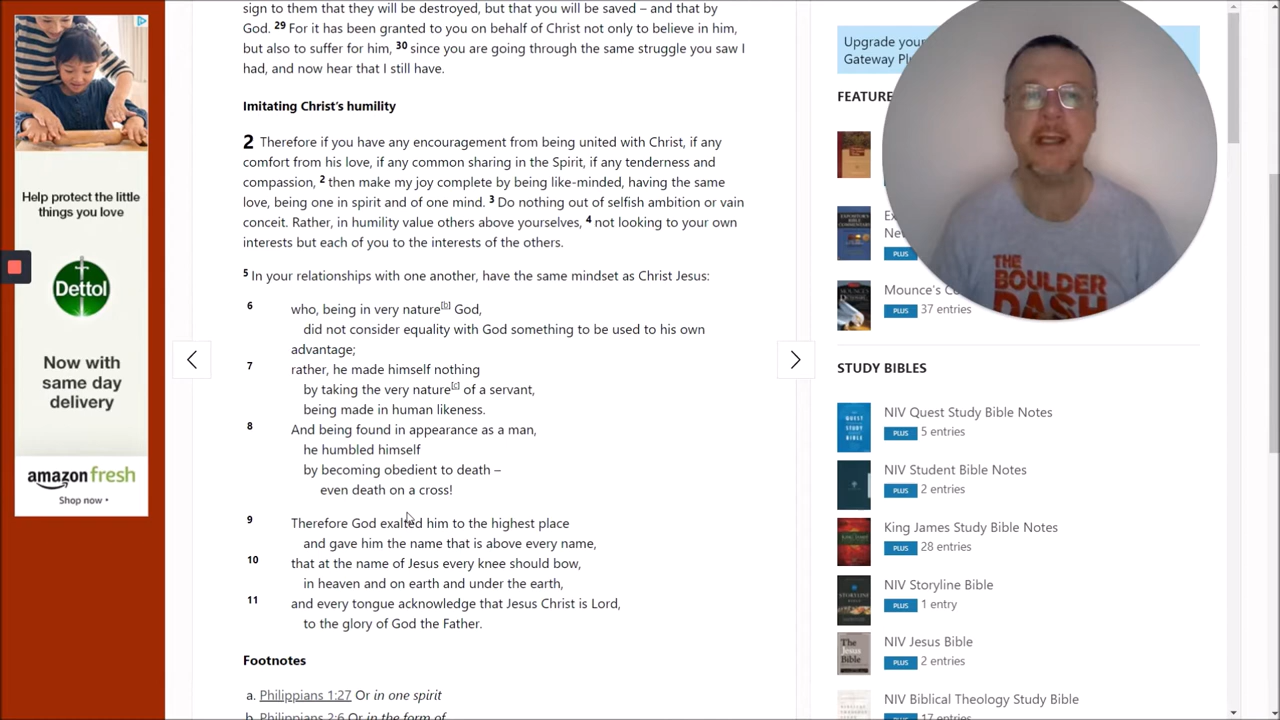 sign to them that they will be destroyed, but that you will be saved – and that by
God. 29 For it has been granted to you on behalf of Christ not only to believe in him,
but also to suffer for him, 30 since you are going through the same struggle you saw I
had, and now hear that I still have.
Imitating Christ's humility
2 Therefore if you have any encouragement from being united with Christ, if any
comfort from his love, if any common sharing in the Spirit, if any tenderness and
compassion, 2 then make my joy complete by being like-minded, having the same
love, being one in spirit and of one mind. 3 Do nothing out of selfish ambition or vain
conceit. Rather, in humility value others above yourselves, 4 not looking to your own
interests but each of you to the interests of the others.
5 In your relationships with one another, have the same mindset as Christ Jesus:
6 who, being in very nature[b] God,
did not consider equality with God something to be used to his own
advantage;
7 rather, he made himself nothing
by taking the very nature[c] of a servant,
being made in human likeness.
8 And being found in appearance as a man,
he humbled himself
by becoming obedient to death –
even death on a cross!
9 Therefore God exalted him to the highest place
and gave him the name that is above every name,
10 that at the name of Jesus every knee should bow,
in heaven and on earth and under the earth,
11 and every tongue acknowledge that Jesus Christ is Lord,
to the glory of God the Father.
Footnotes
a. Philippians 1:27 Or in one spirit
b. Philippians 2:6 Or in the form of
Help protect the little
things you love
Dettol
Now with
same day
delivery
amazon fresh
Shop now
Upgrade your
Gateway Pl
FEATURE
PLUS
PLUS 37 entries
THE
BOULDER
DASH
STUDY BIBLES
NIV Quest Study Bible Notes
PLUS 5 entries
NIV Student Bible Notes
PLUS 2 entries
King James Study Bible Notes
PLUS 28 entries
NIV Storyline Bible
PLUS 1 entry
NIV Jesus Bible
PLUS 2 entries
NIV Biblical Theology Study Bible
PLUS 17 entries